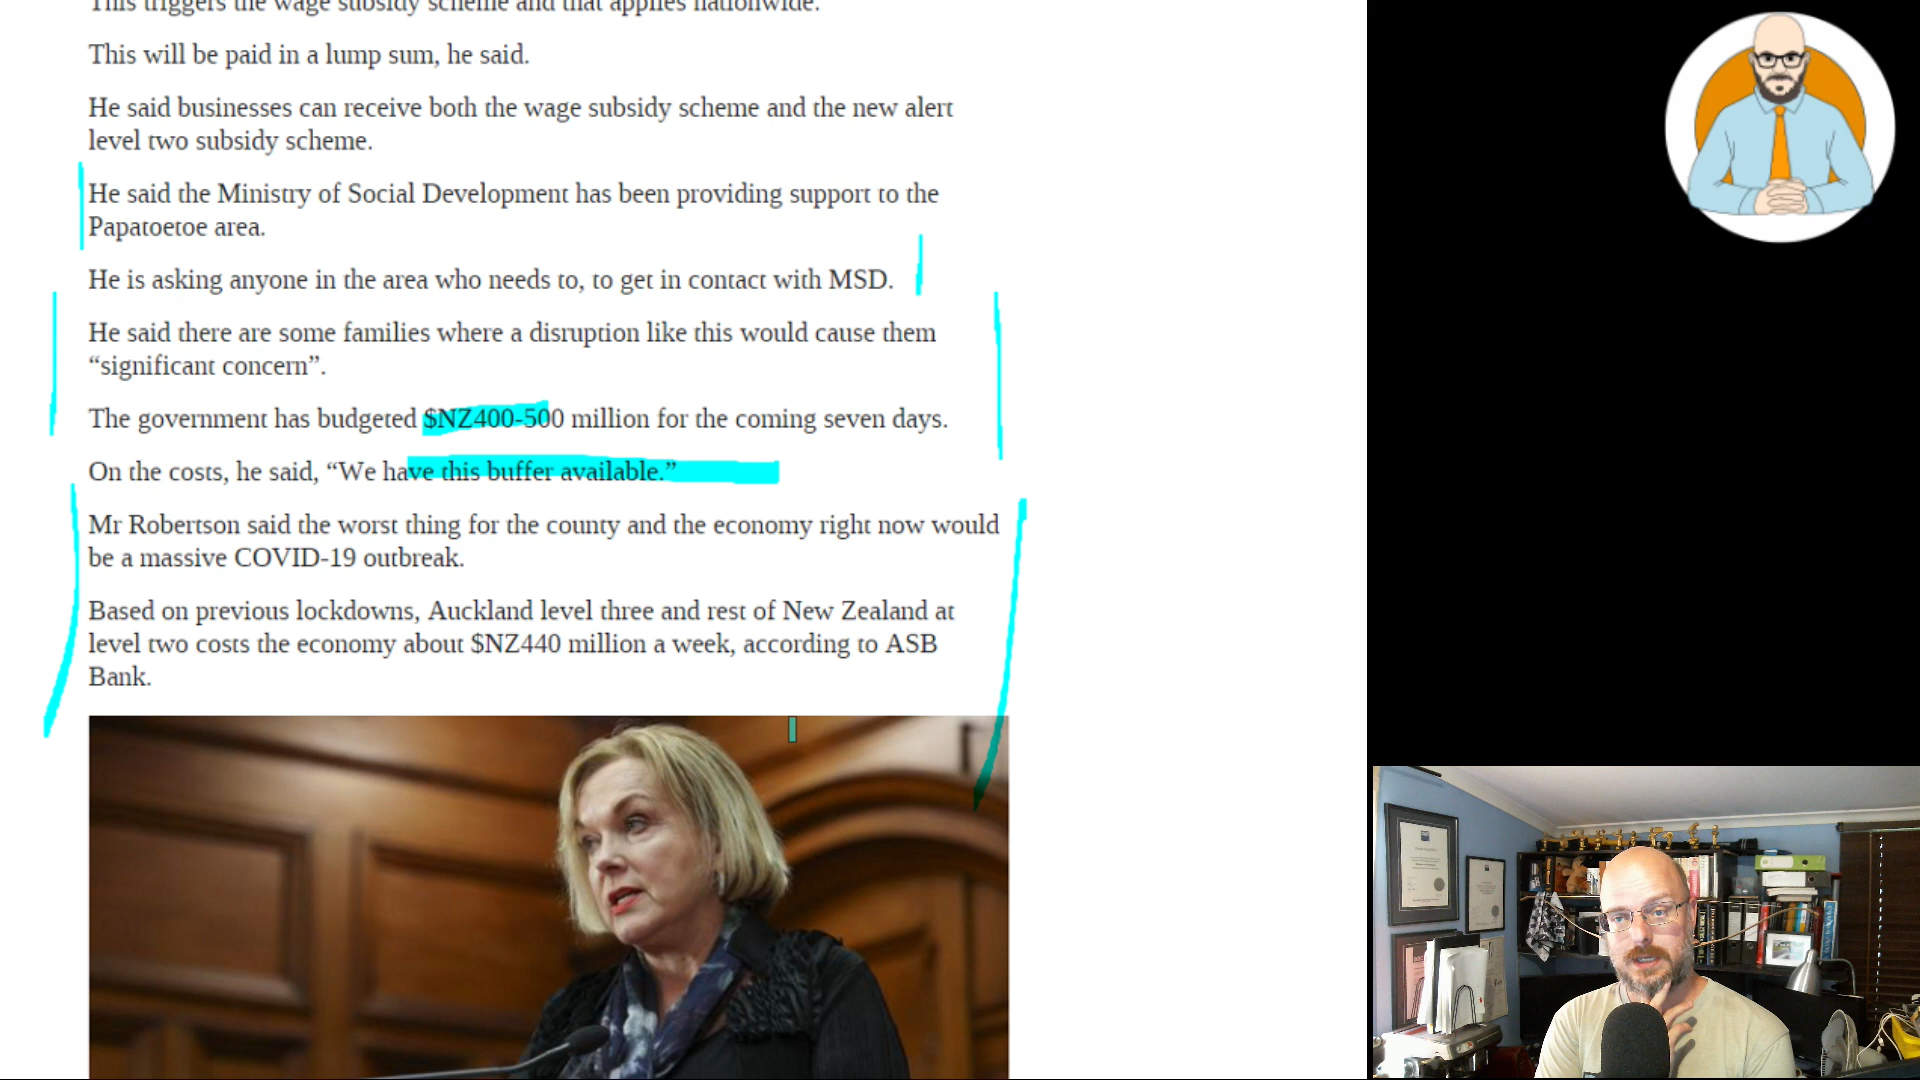 This triggers the wage subsidy scheme and that applies nationwide.
This will be paid in a lump sum, he said.
He said businesses can receive both the wage subsidy scheme and the new alert
level two subsidy scheme.
He said the Ministry of Social Development has been providing support to the
Papatoetoe area.
He is asking anyone in the area who needs to, to get in contact with MSD.
He said there are some families where a disruption like this would cause them
“significant concern”.
The government has budgeted $NZ400-500 million for the coming seven days.
On the costs, he said, “We have this buffer available.”
Mr Robertson said the worst thing for the county and the economy right now would
be a massive COVID-19 outbreak.
Based on previous lockdowns, Auckland level three and rest of New Zealand at
level two costs the economy about $NZ440 million a week, according to ASB
Bank.